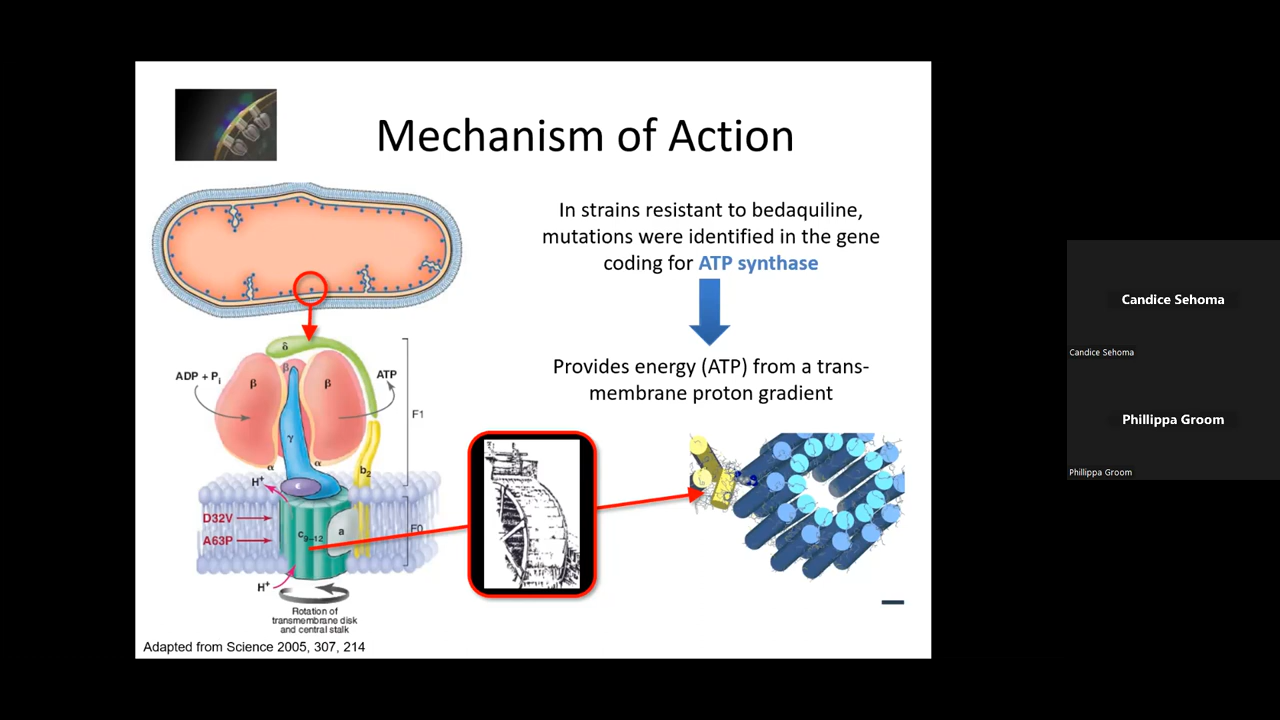 Mechanism of Action
In strains resistant to bedaquiline,
mutations were identified in the gene
coding for ATP synthase
Provides energy (ATP) from a trans-
membrane proton gradient
δ
β
β
β
ADP + Pi
ATP
F1
γ
α
α
b2
H+
ε
D32V
A63P
c9–12
a
F0
H+
Rotation of
transmembrane disk
and central stalk
Adapted from Science 2005, 307, 214
Candice Sehoma
Candice Sehoma
Phillippa Groom
Phillippa Groom